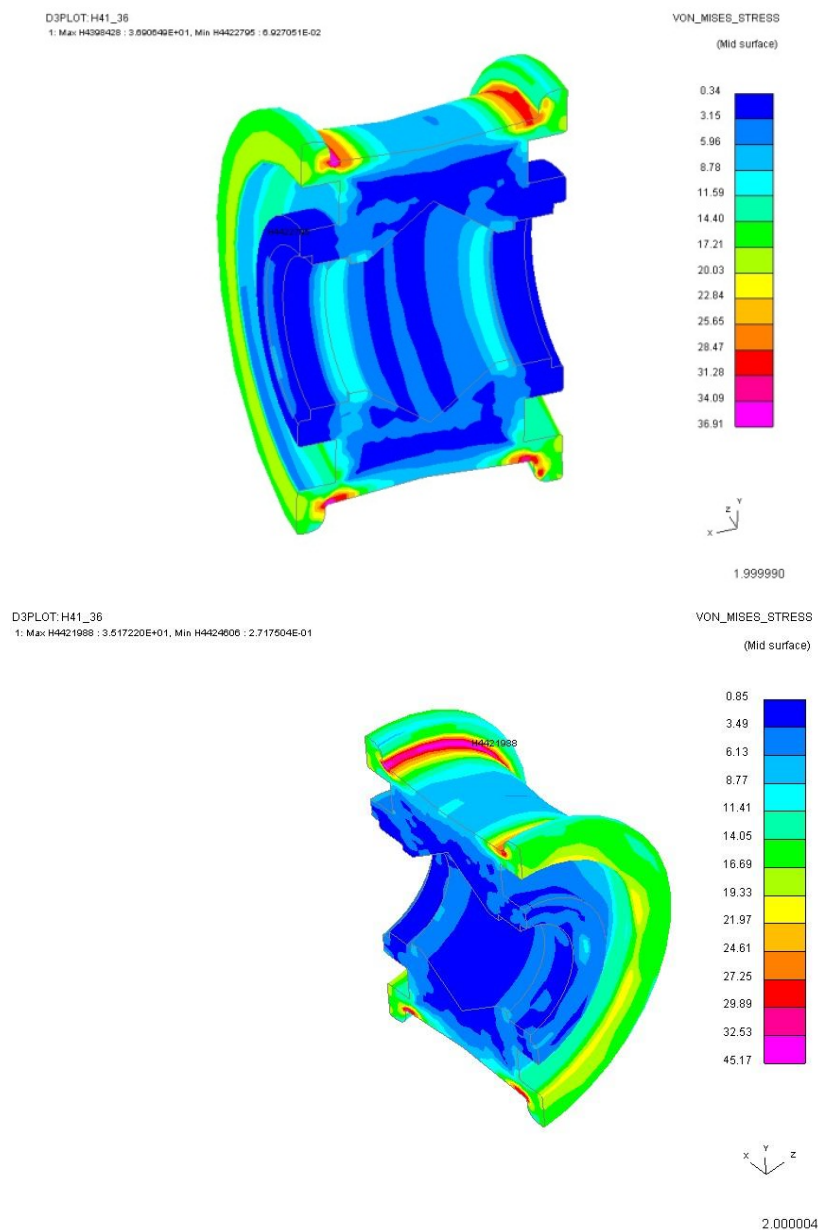 D3PLOT: H41_36
1: Max H4398428 : 3.690649E+01, Min H4422795 : 6.927051E-02
VON_MISES_STRESS
(Mid surface)
0.34
3.15
5.96
8.78
11.59
14.40
17.21
20.03
22.84
25.65
28.47
31.28
34.09
36.91
H4422795
Y
Z
X
1.999990
D3PLOT: H41_36
1: Max H4421988 : 3.517220E+01, Min H4424606 : 2.717504E-01
VON_MISES_STRESS
(Mid surface)
0.85
3.49
6.13
8.77
11.41
14.05
16.69
19.33
21.97
24.61
27.25
29.89
32.53
45.17
H4421988
X Y Z
2.000004